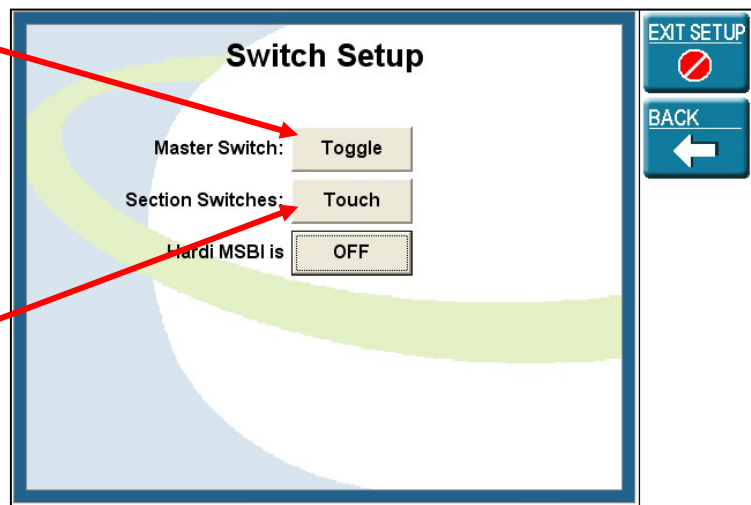 Switch Setup
Master Switch: Toggle
Section Switches: Touch
Hardi MSBI is OFF
EXIT SETUP
BACK